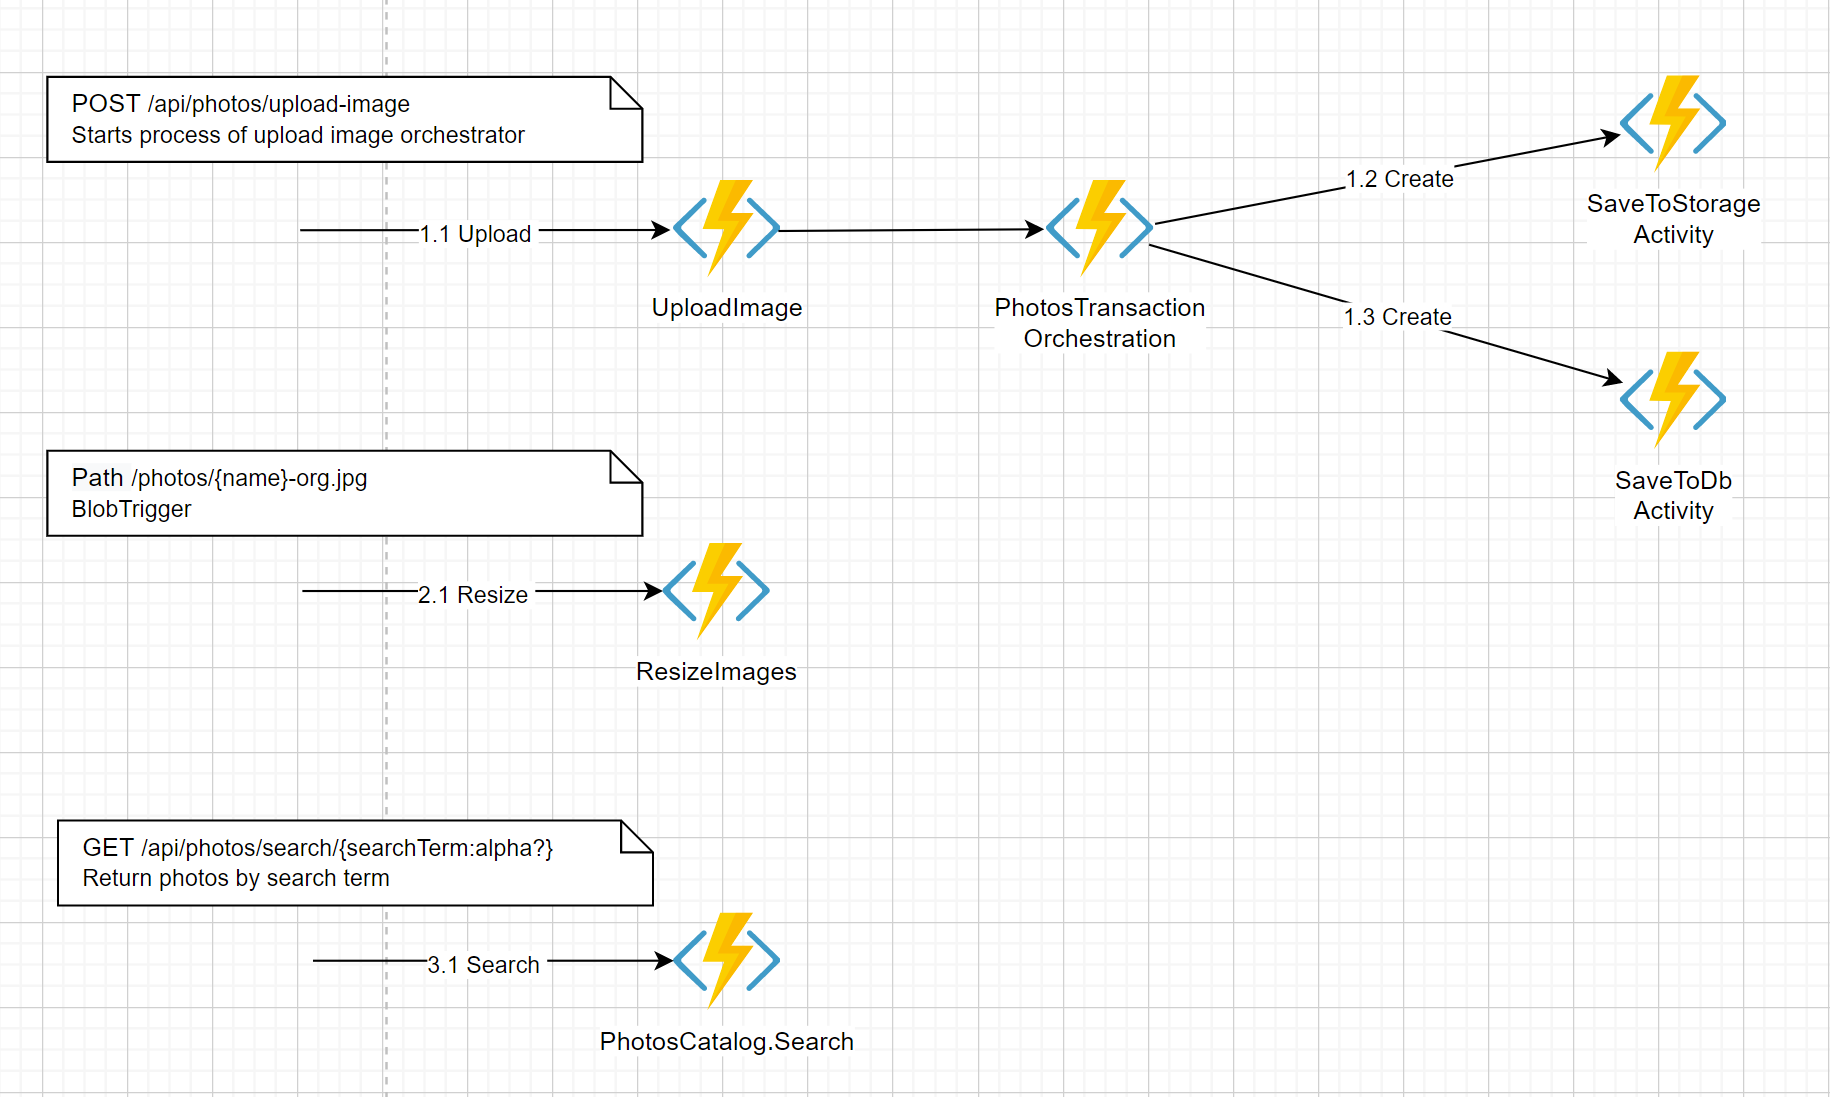 POST /api/photos/upload-image
Starts process of upload image orchestrator
1.1 Upload
UploadImage
PhotosTransaction
Orchestration
1.2 Create
SaveToStorage
Activity
1.3 Create
SaveToDb
Activity
Path /photos/{name}-org.jpg
BlobTrigger
2.1 Resize
ResizeImages
GET /api/photos/search/{searchTerm:alpha?}
Return photos by search term
3.1 Search
PhotosCatalog.Search